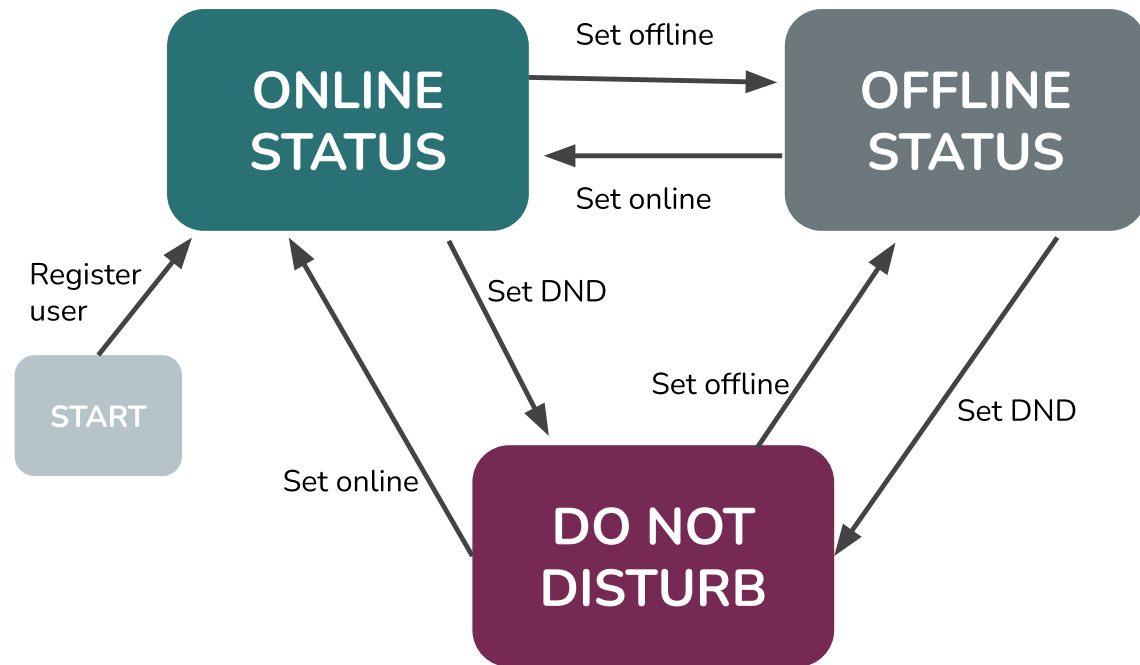 Set offline
ONLINE
STATUS
OFFLINE
STATUS
Set online
Register
user
Set DND
START
Set offline
Set DND
Set online
DO NOT
DISTURB